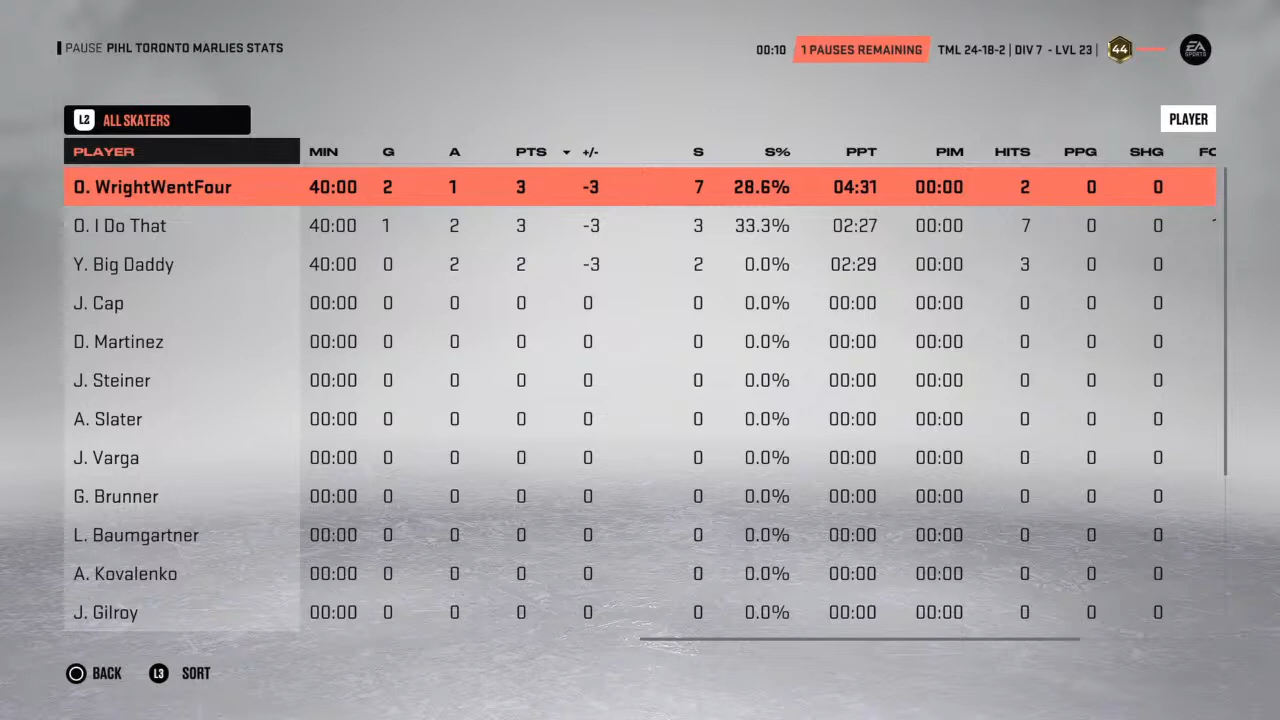 PAUSE PIHL TORONTO MARLIES STATS
00:10 1 PAUSES REMAINING TML 24-18-2 | DIV 7 - LVL 23 | 44 EA SPORTS
L2 ALL SKATERS
PLAYER
PLAYER MIN G A PTS +/- S S% PPT PIM HITS PPG SHG
O. WrightWentFour 40:00 2 1 3 -3 7 28.6% 04:31 00:00 2 0 0
O. I Do That 40:00 1 2 3 -3 3 33.3% 02:27 00:00 7 0 0
Y. Big Daddy 40:00 0 2 2 -3 2 0.0% 02:29 00:00 3 0 0
J. Cap 00:00 0 0 0 0 0 0.0% 00:00 00:00 0 0 0
D. Martinez 00:00 0 0 0 0 0 0.0% 00:00 00:00 0 0 0
J. Steiner 00:00 0 0 0 0 0 0.0% 00:00 00:00 0 0 0
A. Slater 00:00 0 0 0 0 0 0.0% 00:00 00:00 0 0 0
J. Varga 00:00 0 0 0 0 0 0.0% 00:00 00:00 0 0 0
G. Brunner 00:00 0 0 0 0 0 0.0% 00:00 00:00 0 0 0
L. Baumgartner 00:00 0 0 0 0 0 0.0% 00:00 00:00 0 0 0
A. Kovalenko 00:00 0 0 0 0 0 0.0% 00:00 00:00 0 0 0
J. Gilroy 00:00 0 0 0 0 0 0.0% 00:00 00:00 0 0 0
BACK L3 SORT